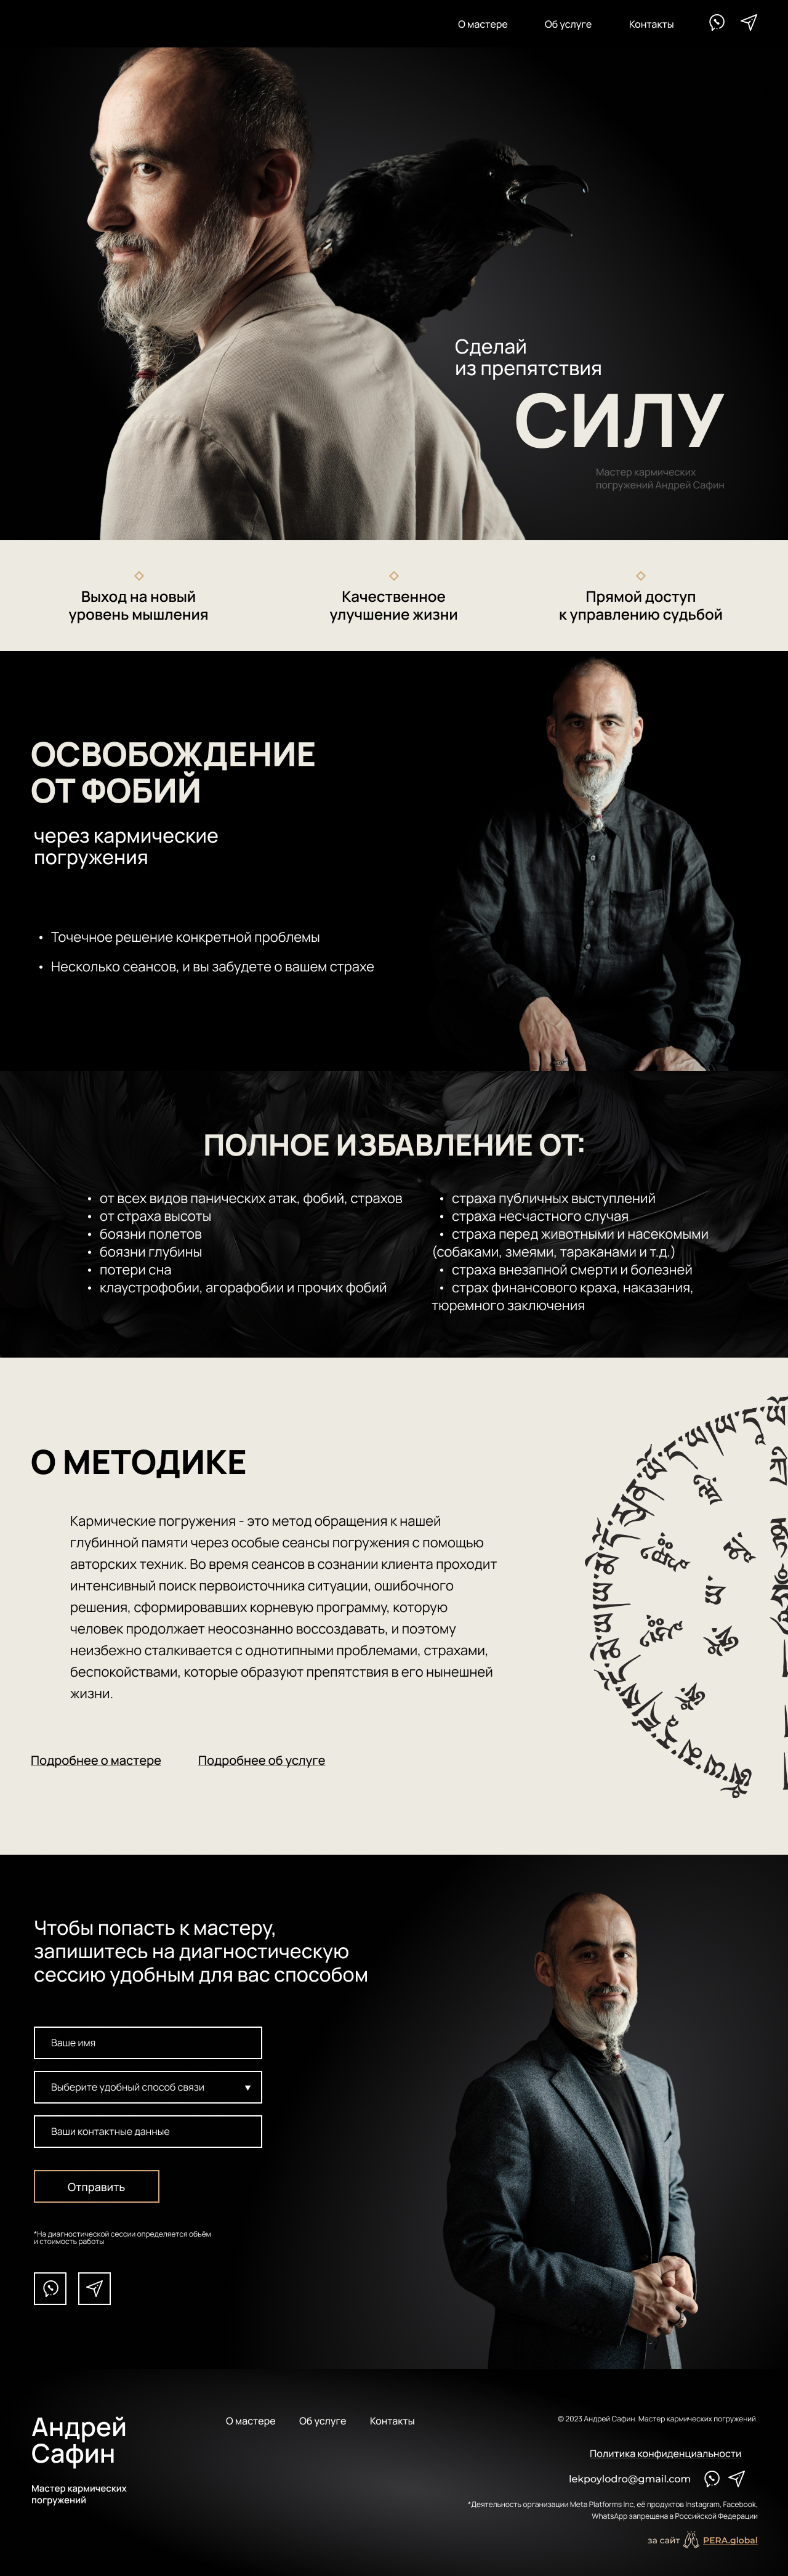 О мастере Об услуге Контакты
Сделай
из препятствия
СИЛУ
Мастер кармических
погружений Андрей Сафин
Выход на новый
уровень мышления
Качественное
улучшение жизни
Прямой доступ
к управлению судьбой
ОСВОБОЖДЕНИЕ
ОТ ФОБИЙ
через кармические
погружения
• Точечное решение конкретной проблемы
• Несколько сеансов, и вы забудете о вашем страхе
ПОЛНОЕ ИЗБАВЛЕНИЕ ОТ:
• от всех видов панических атак, фобий, страхов
• от страха высоты
• боязни полетов
• боязни глубины
• потери сна
• клаустрофобии, агорафобии и прочих фобий
• страха публичных выступлений
• страха несчастного случая
• страха перед животными и насекомыми
(собаками, змеями, тараканами и т.д.)
• страха внезапной смерти и болезней
• страх финансового краха, наказания,
тюремного заключения
О МЕТОДИКЕ
Кармические погружения - это метод обращения к нашей
глубинной памяти через особые сеансы погружения с помощью
авторских техник. Во время сеансов в сознании клиента проходит
интенсивный поиск первоисточника ситуации, ошибочного
решения, сформировавших корневую программу, которую
человек продолжает неосознанно воссоздавать, и поэтому
неизбежно сталкивается с однотипными проблемами, страхами,
беспокойствами, которые образуют препятствия в его нынешней
жизни.
Подробнее о мастере Подробнее об услуге
Чтобы попасть к мастеру,
запишитесь на диагностическую
сессию удобным для вас способом
Ваше имя
Выберите удобный способ связи
Ваши контактные данные
Отправить
*На диагностической сессии определяется объём
и стоимость работы
Андрей
Сафин
Мастер кармических
погружений
О мастере Об услуге Контакты
© 2023 Андрей Сафин. Мастер кармических погружений.
Политика конфиденциальности
lekpoylodro@gmail.com
*Деятельность организации Meta Platforms Inc, её продуктов Instagram, Facebook,
WhatsApp запрещена в Российской Федерации
за сайт PERA.global